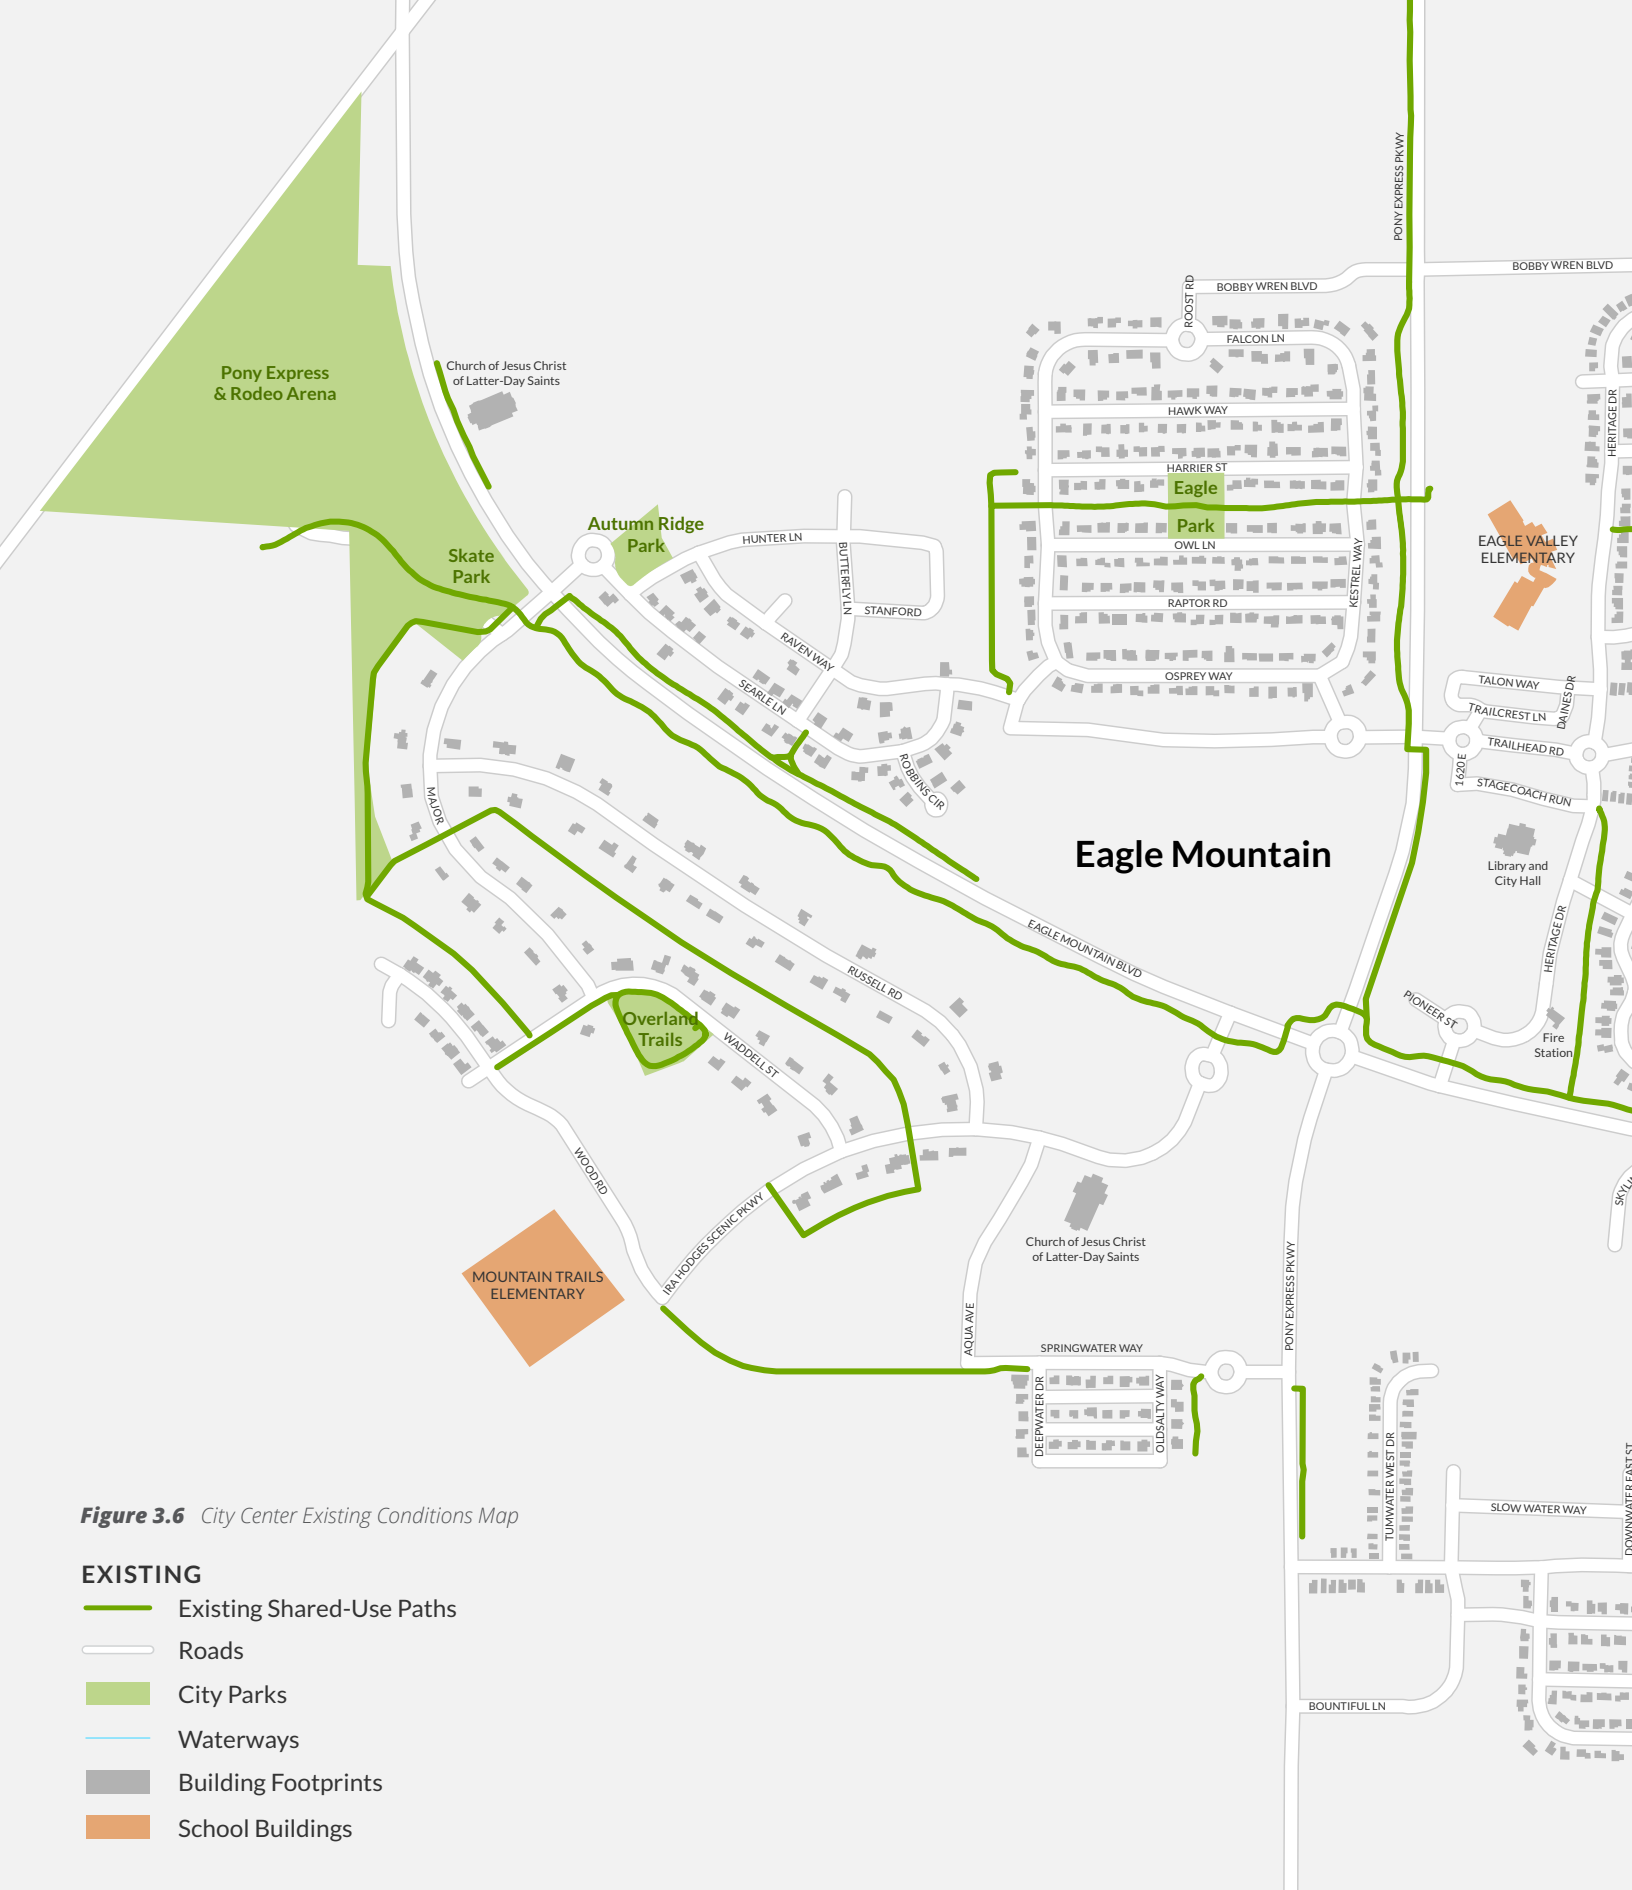 PONY EXPRESS PKWY
BOBBY WREN BLVD
BOBBY WREN BLVD
ROOST RD
FALCON LN
Pony Express
& Rodeo Arena
Church of Jesus Christ
of Latter-Day Saints
HAWK WAY
HERITAGE DR
HARRIER ST
Eagle
Park
Autumn Ridge
Park
HUNTER LN
BUTTERFLY LN
STANFORD
OWL LN
KESTREL WAY
EAGLE VALLEY
ELEMENTARY
Skate
Park
RAPTOR RD
RAVEN WAY
SEARLE LN
OSPREY WAY
TALON WAY
DAINES DR
TRAILCREST LN
TRAILHEAD RD
1620 E
STAGECOACH RUN
ROBBINS CIR
MAJOR
Eagle Mountain
Library and
City Hall
EAGLE MOUNTAIN BLVD
HERITAGE DR
RUSSELL RD
PIONEER ST
Overland
Trails
WADDELL ST
Fire
Station
WOOD RD
IRA HODGES SCENIC PKWY
Church of Jesus Christ
of Latter-Day Saints
MOUNTAIN TRAILS
ELEMENTARY
PONY EXPRESS PKWY
AQUA AVE
SPRINGWATER WAY
DEEPWATER DR
OLDSALTY WAY
TUMWATER WEST DR
SLOW WATER WAY
DOWNWATER EAST ST
BOUNTIFUL LN
Figure 3.6 City Center Existing Conditions Map
EXISTING
Existing Shared-Use Paths
Roads
City Parks
Waterways
Building Footprints
School Buildings